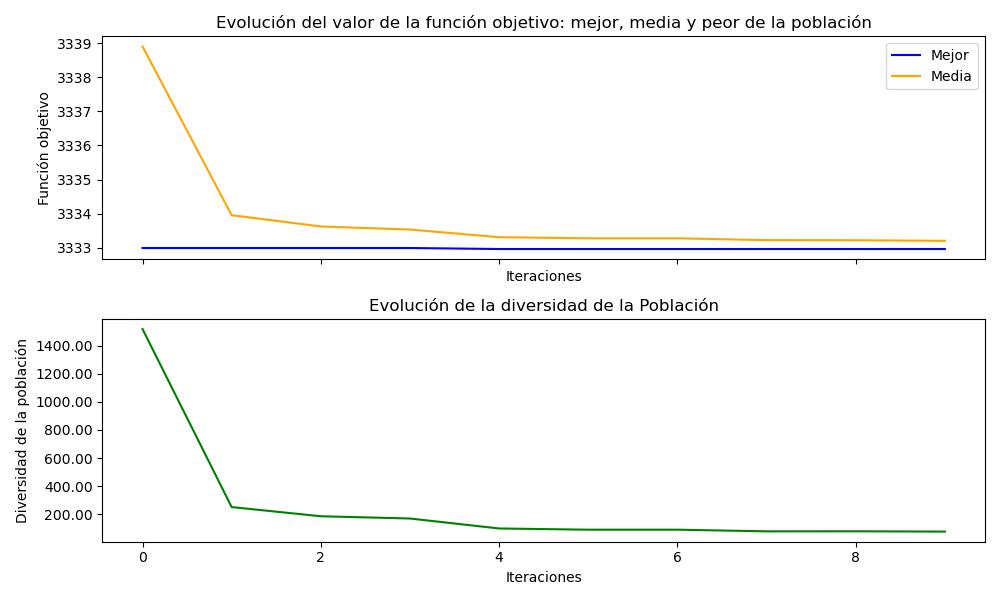 Evolución del valor de la función objetivo: mejor, media y peor de la población
3339
3338
3337
3336
3335
3334
3333
Función objetivo
Mejor
Media
Iteraciones
Evolución de la diversidad de la Población
1400.00
1200.00
1000.00
800.00
600.00
400.00
200.00
Diversidad de la población
0 2 4 6 8
Iteraciones